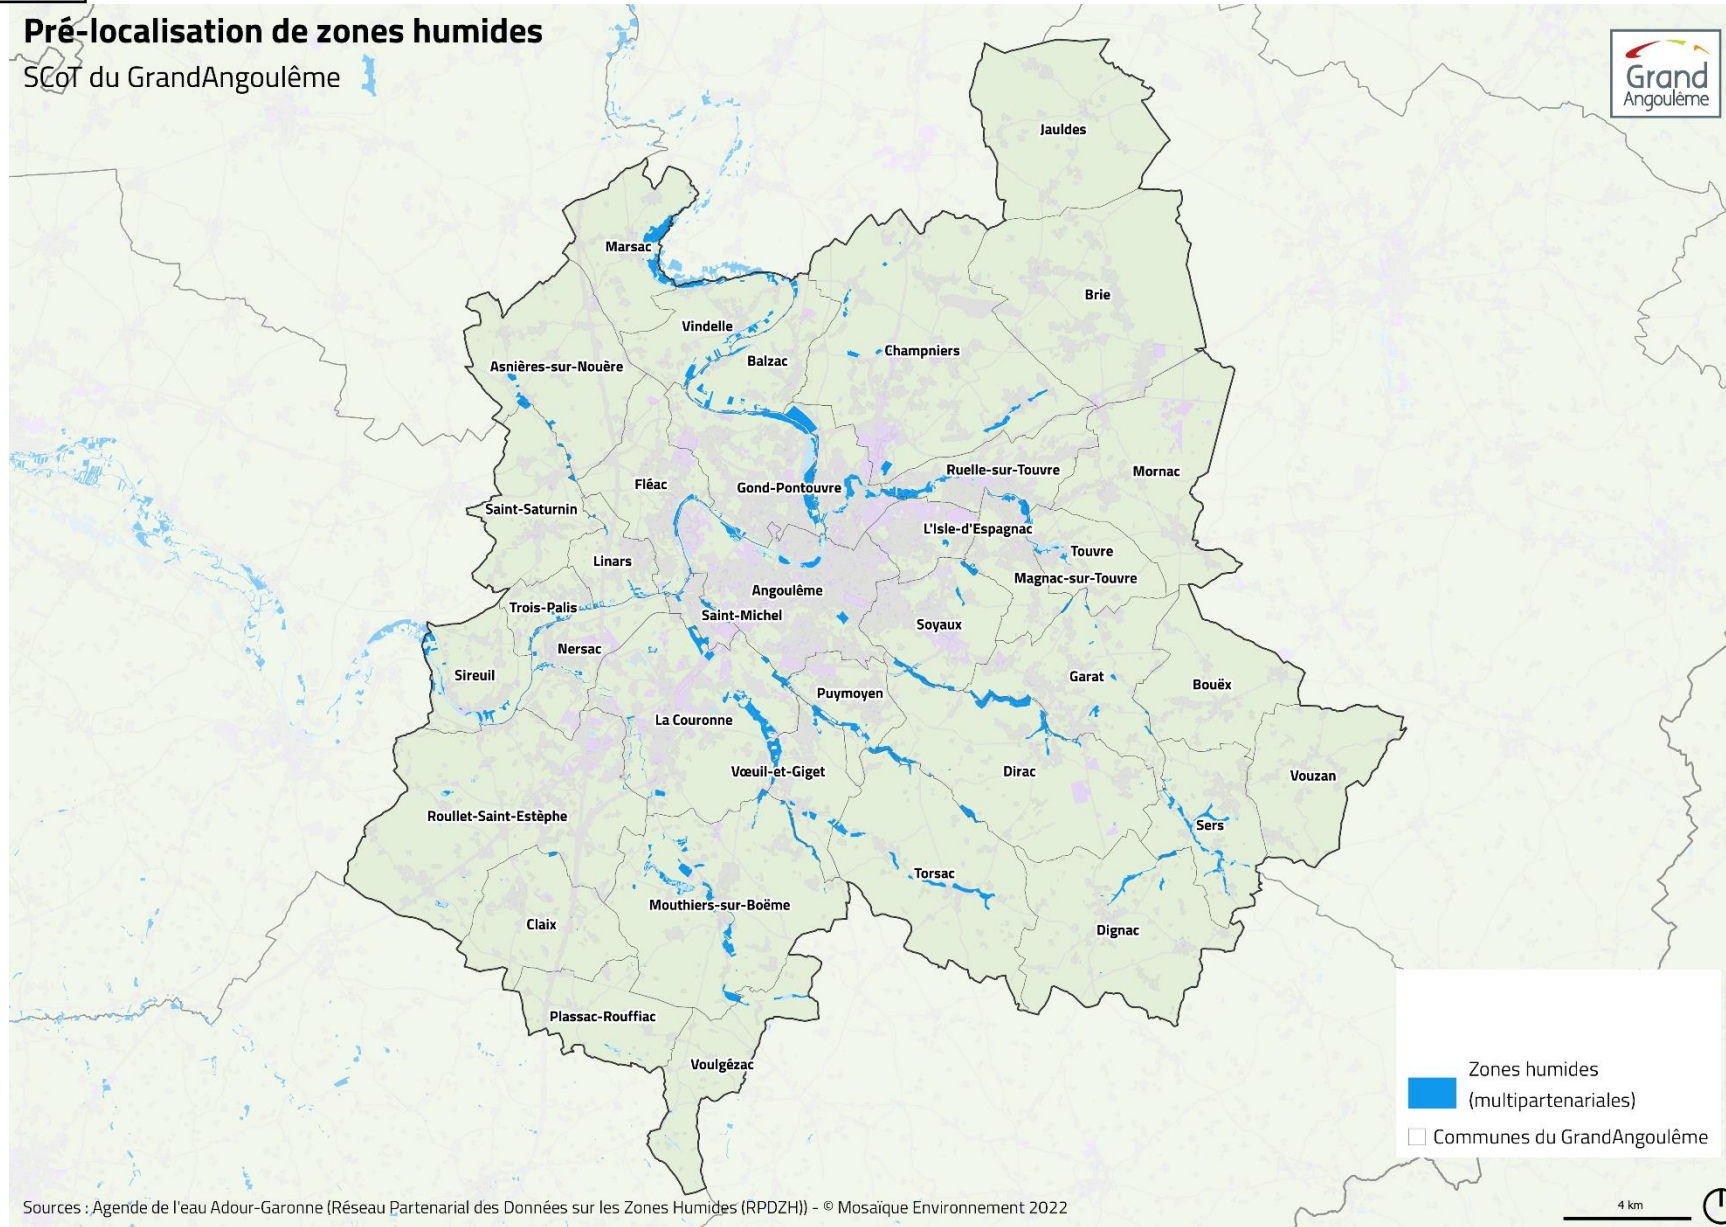 Pré-localisation de zones humides
SCoT du GrandAngoulême
Grand
Angoulême
Jauldes
Marsac
Brie
Vindelle
Champniers
Balzac
Asnières-sur-Nouère
Ruelle-sur-Touvre
Mornac
Fléac
Gond-Pontouvre
Saint-Saturnin
L'Isle-d'Espagnac
Touvre
Linars
Magnac-sur-Touvre
Angoulême
Trois-Palis
Saint-Michel
Soyaux
Nersac
Sireuil
Garat
Bouëx
Puymoyen
La Couronne
Vœuil-et-Giget
Dirac
Vouzan
Roullet-Saint-Estèphe
Sers
Torsac
Mouthiers-sur-Boëme
Claix
Dignac
Plassac-Rouffiac
Voulgézac
Zones humides
(multipartenariales)
Communes du GrandAngoulême
Sources : Agende de l'eau Adour-Garonne (Réseau Partenarial des Données sur les Zones Humides (RPDZH)) - © Mosaïque Environnement 2022
4 km